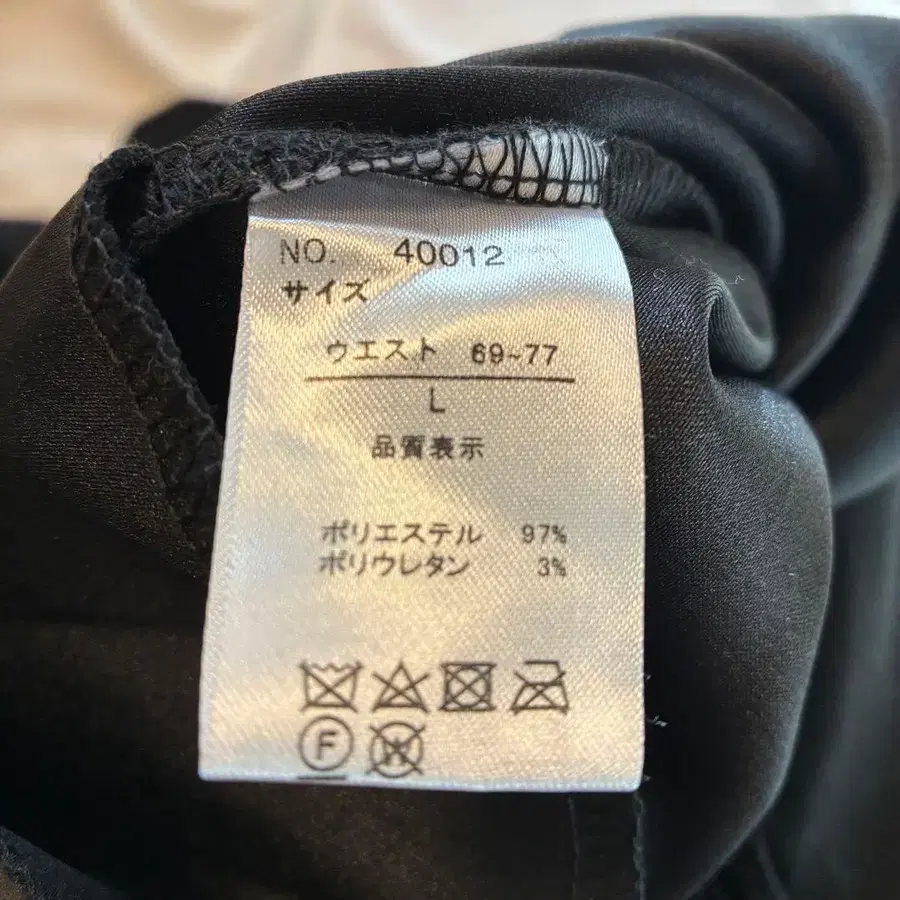 NO. 40012
サイズ
ウエスト 69~77
L
品質表示
ポリエステル 97%
ポリウレタン 3%
F W